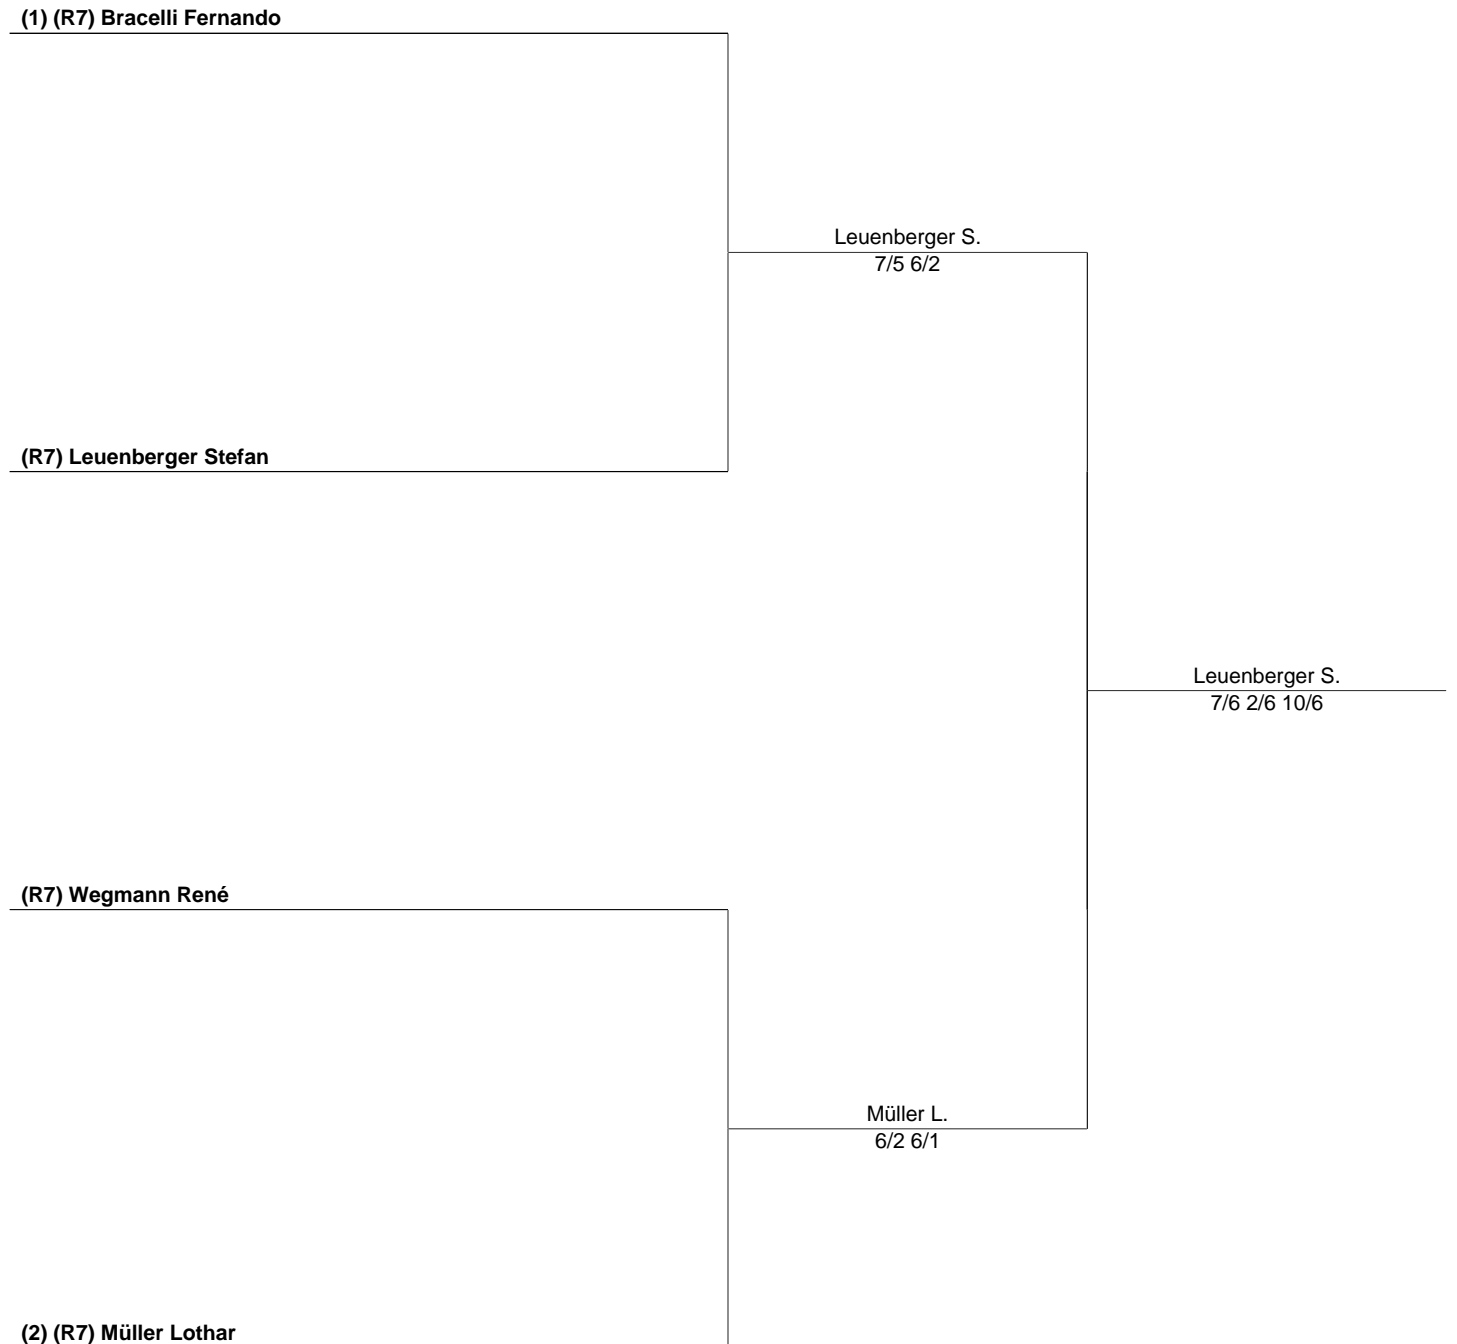 (1) (R7) Bracelli Fernando
Leuenberger S.
7/5 6/2
(R7) Leuenberger Stefan
Leuenberger S.
7/6 2/6 10/6
(R7) Wegmann René
Müller L.
6/2 6/1
(2) (R7) Müller Lothar